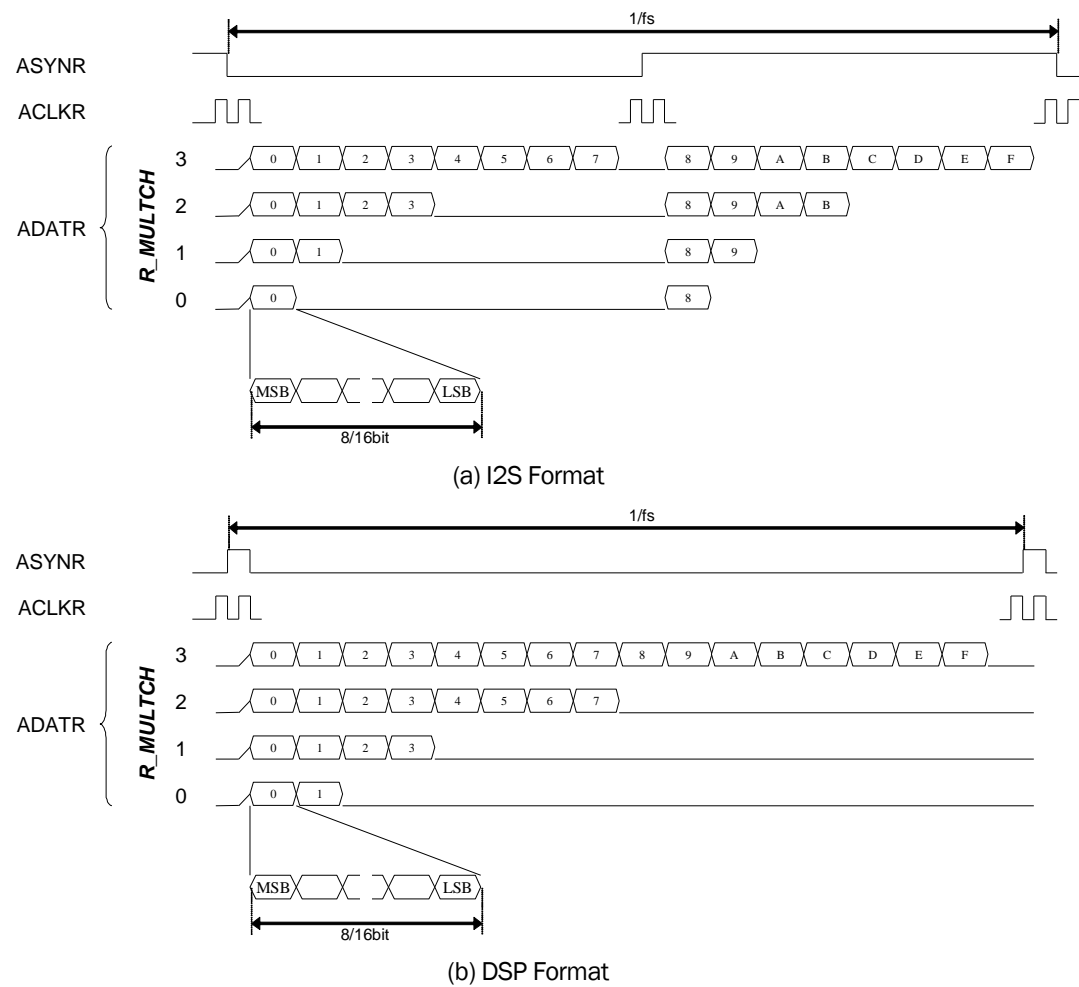 1/fs
ASYNR
ACLKR
ADATR
R_MULTCH
3 0 1 2 3 4 5 6 7 8 9 A B C D E F
2 0 1 2 3 8 9 A B
1 0 1 8 9
0 0 8
MSB LSB
8/16bit
(a) I2S Format
1/fs
ASYNR
ACLKR
ADATR
R_MULTCH
3 0 1 2 3 4 5 6 7 8 9 A B C D E F
2 0 1 2 3 4 5 6 7
1 0 1 2 3
0 0 1
MSB LSB
8/16bit
(b) DSP Format